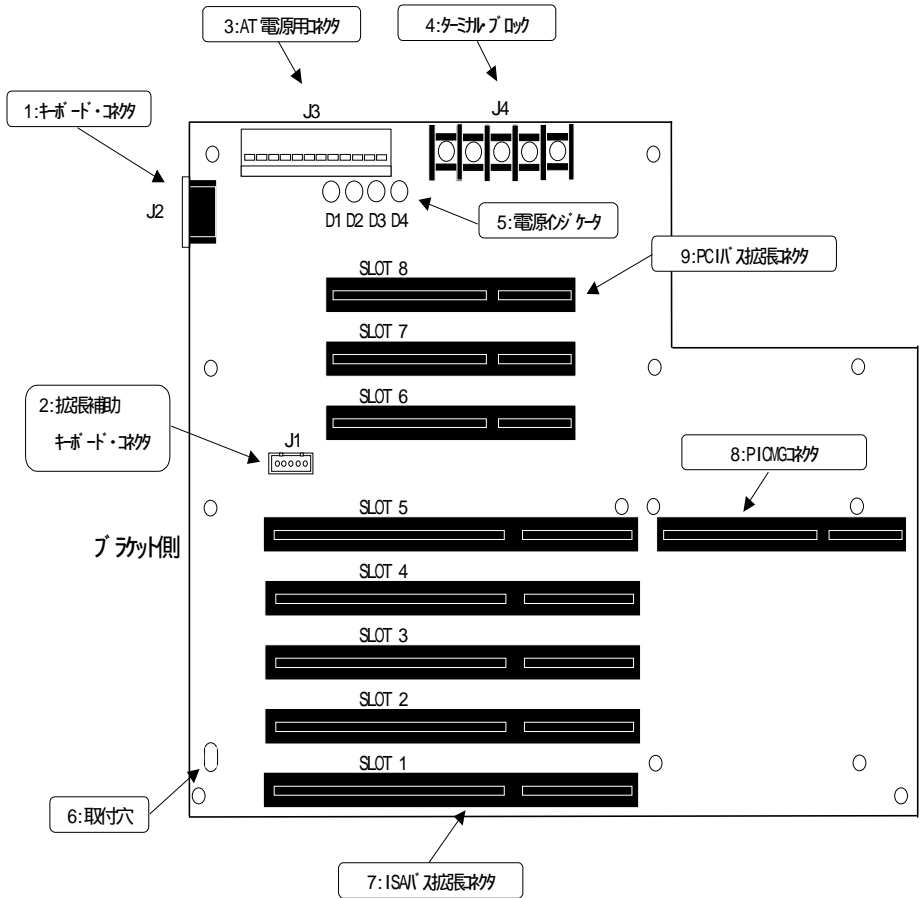 3:AT電源用コネクタ
4:ターミナル・ブロック
1:キーボード・コネクタ
J3
J4
J2
D1 D2 D3 D4
5:電源インジケータ
SLOT 8
9:PCIバス拡張コネクタ
SLOT 7
SLOT 6
2:拡張補助
キーボード・コネクタ
J1
8:PICMGコネクタ
SLOT 5
ブラケット側
SLOT 4
SLOT 3
SLOT 2
SLOT 1
6:取付穴
7:ISAバス拡張コネクタ